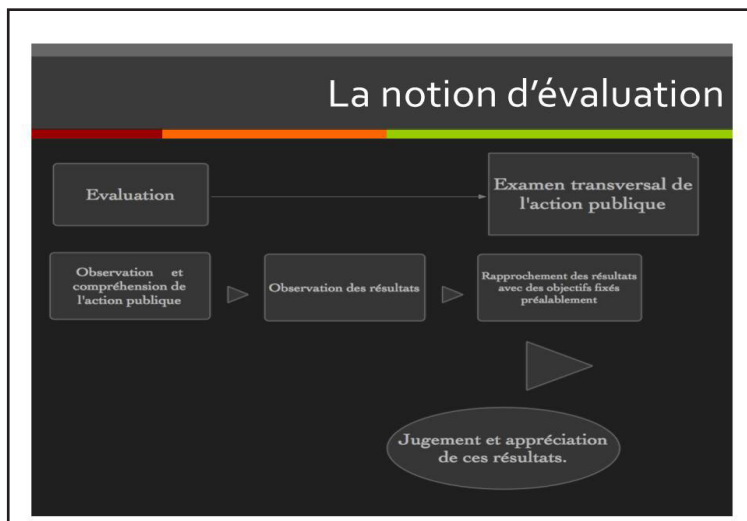 La notion d’évaluation
Evaluation
Examen transversal de
l'action publique
Observation et
compréhension de
l'action publique
Observation des résultats
Rapprochement des résultats
avec des objectifs fixés
préalablement
Jugement et appréciation
de ces résultats.